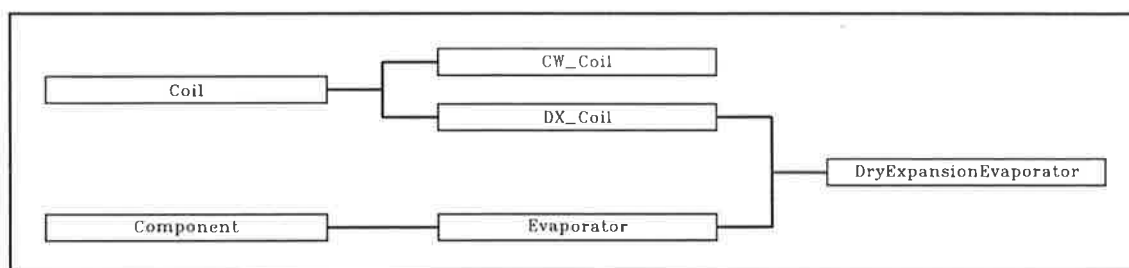 CW_Coil
Coil
DX_Coil
DryExpansionEvaporator
Component
Evaporator